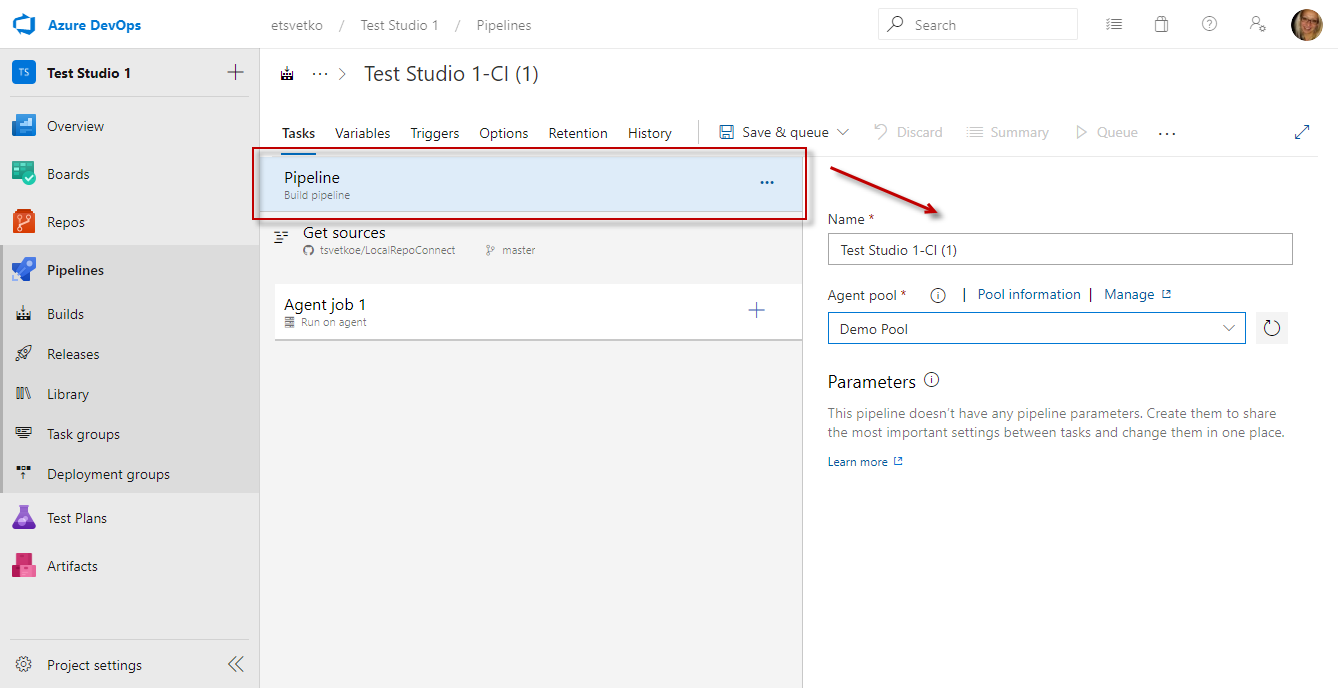 Azure DevOps
etsvetko / Test Studio 1 / Pipelines
Search
TS Test Studio 1
Overview
Boards
Repos
Pipelines
Builds
Releases
Library
Task groups
Deployment groups
Test Plans
Artifacts
Project settings
... > Test Studio 1-CI (1)
Tasks Variables Triggers Options Retention History Save & queue Discard Summary Queue ...
Pipeline ...
Build pipeline
Get sources
tsvetkoe/LocalRepoConnect master
Agent job 1
Run on agent
Name *
Test Studio 1-CI (1)
Agent pool * | Pool information | Manage
Demo Pool
Parameters
This pipeline doesn't have any pipeline parameters. Create them to share
the most important settings between tasks and change them in one place.
Learn more